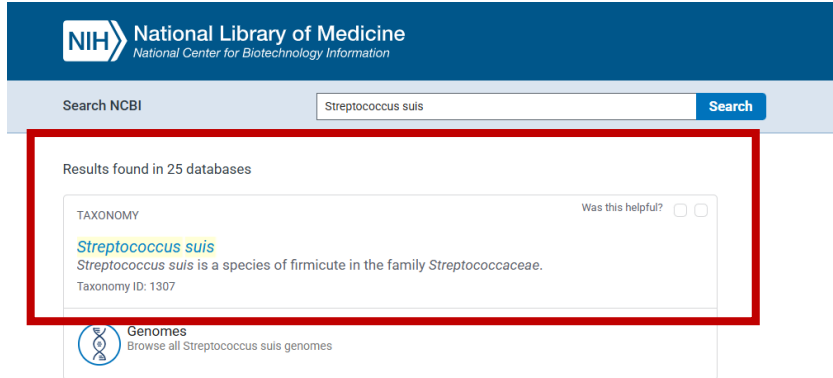 NIH National Library of Medicine
National Center for Biotechnology Information
Search NCBI Streptococcus suis Search
Results found in 25 databases
TAXONOMY Was this helpful?
Streptococcus suis
Streptococcus suis is a species of firmicute in the family Streptococcaceae.
Taxonomy ID: 1307
Genomes
Browse all Streptococcus suis genomes